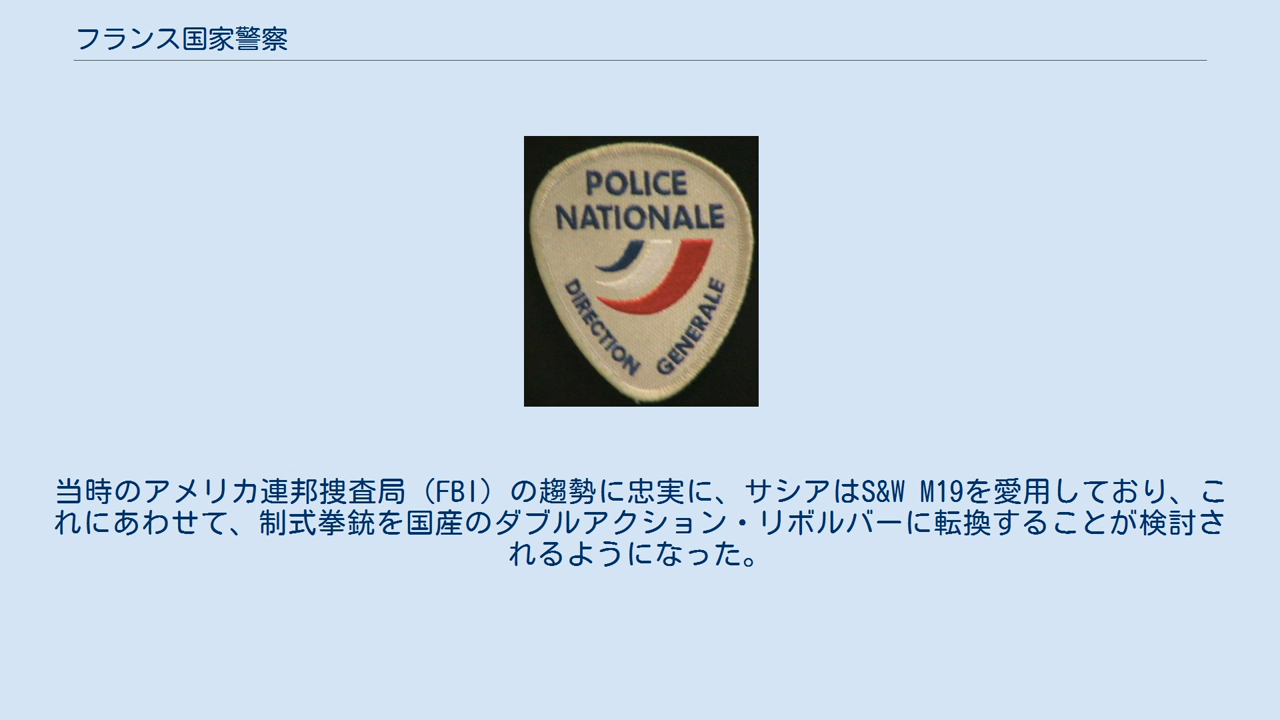 フランス国家警察
POLICE
NATIONALE
DIRECTION GENERALE
当時のアメリカ連邦捜査局（FBI）の趨勢に忠実に、サシアはS&W M19を愛用しており、こ
れにあわせて、制式拳銃を国産のダブルアクション・リボルバーに転換することが検討さ
れるようになった。